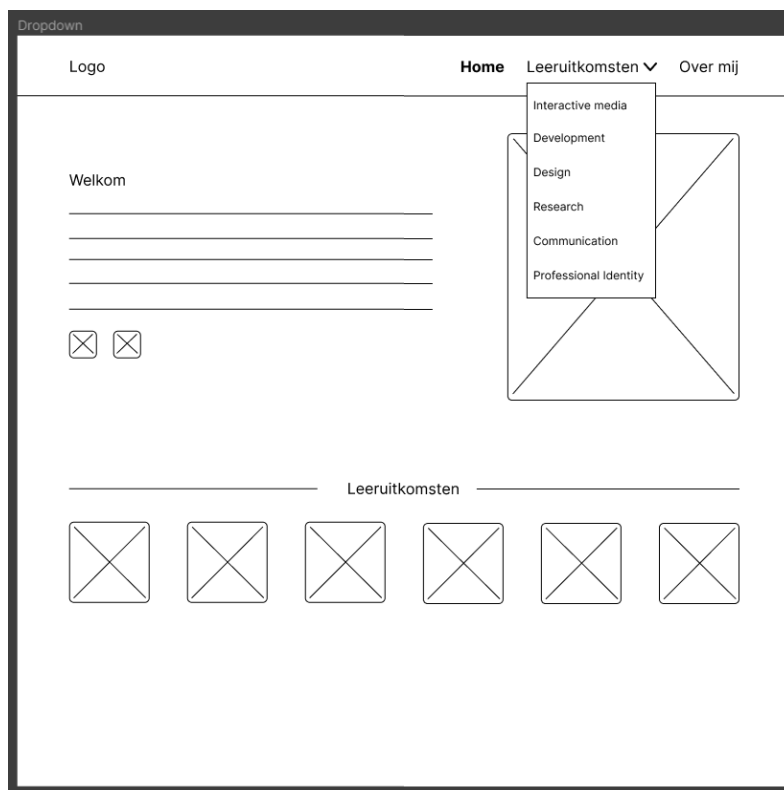 Dropdown
Logo
Home Leeruitkomsten Over mij
Interactive media
Development
Design
Research
Communication
Professional Identity
Welkom
Leeruitkomsten